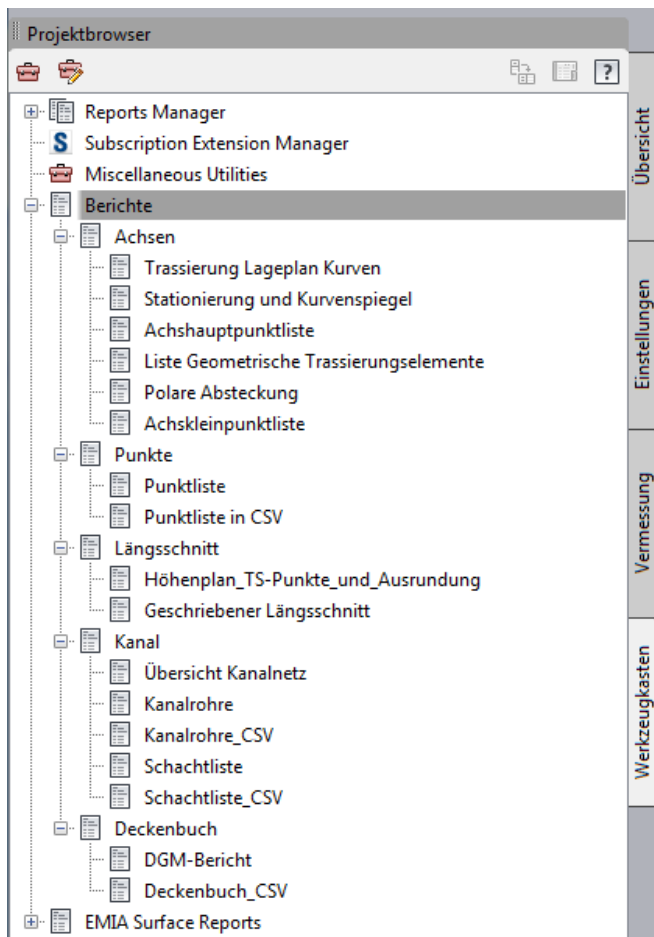 Projektbrowser
?
Reports Manager
S Subscription Extension Manager
Miscellaneous Utilities
Berichte
Achsen
Trassierung Lageplan Kurven
Stationierung und Kurvenspiegel
Achshauptpunktliste
Liste Geometrische Trassierungselemente
Polare Absteckung
Achskleinpunktliste
Punkte
Punktliste
Punktliste in CSV
Längsschnitt
Höhenplan_TS-Punkte_und_Ausrundung
Geschriebener Längsschnitt
Kanal
Übersicht Kanalnetz
Kanalrohre
Kanalrohre_CSV
Schachtliste
Schachtliste_CSV
Deckenbuch
DGM-Bericht
Deckenbuch_CSV
EMIA Surface Reports
Übersicht
Einstellungen
Vermessung
Werkzeugkasten